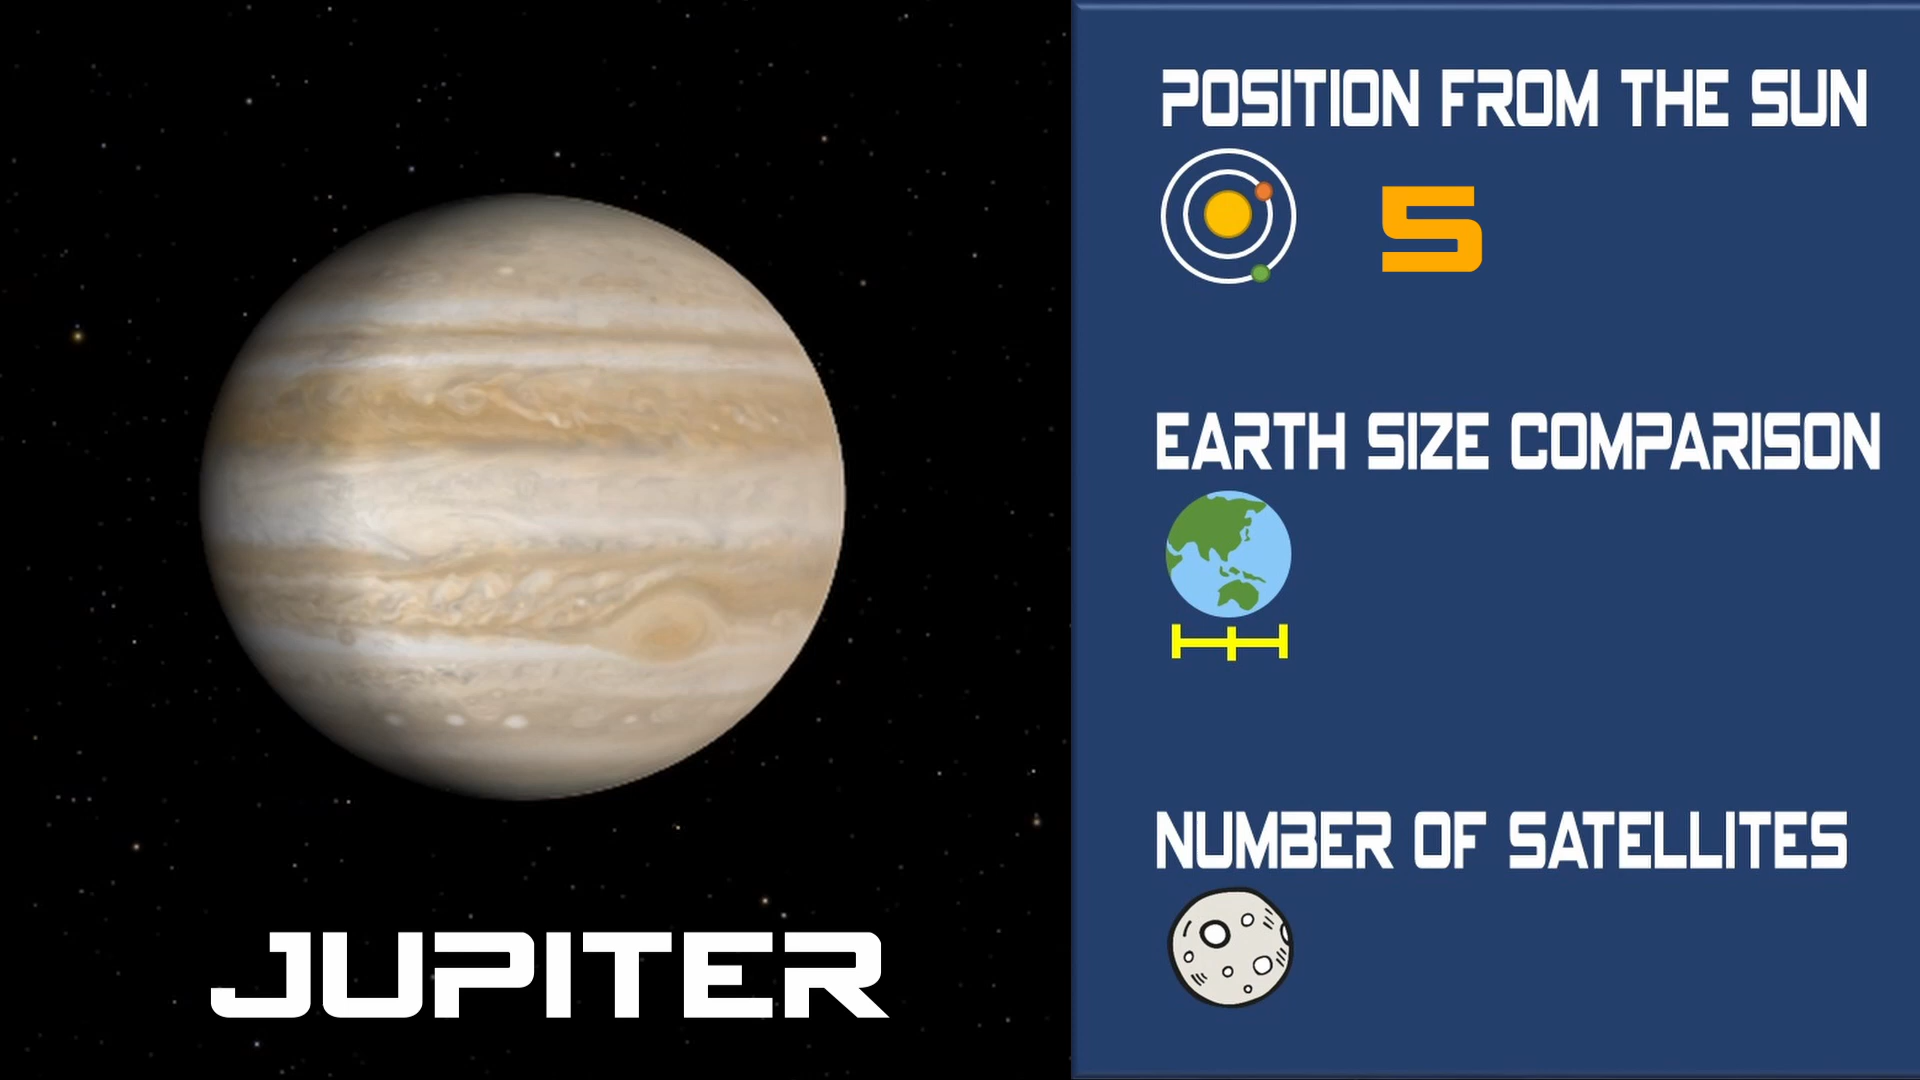 POSITION FROM THE SUN
5
EARTH SIZE COMPARISON
NUMBER OF SATELLITES
JUPITER